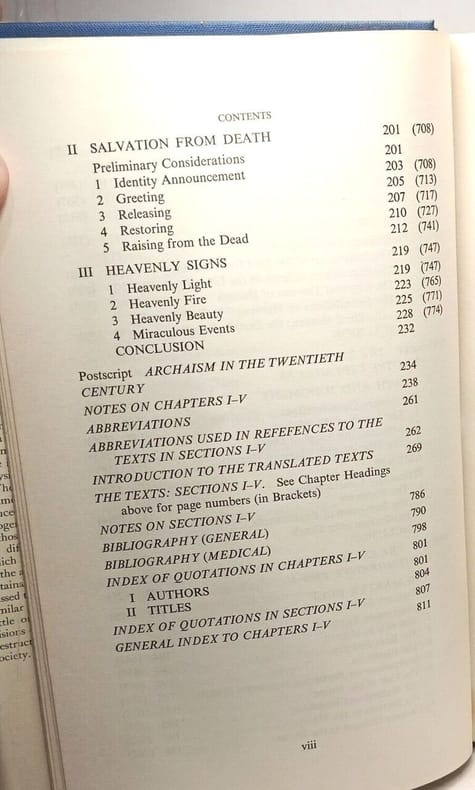 CONTENTS
II SALVATION FROM DEATH 201 (708)
Preliminary Considerations 201
1 Identity Announcement 203 (708)
2 Greeting 205 (713)
3 Releasing 207 (717)
4 Restoring 210 (727)
5 Raising from the Dead 212 (741)
III HEAVENLY SIGNS 219 (747)
1 Heavenly Light 219 (747)
2 Heavenly Fire 223 (765)
3 Heavenly Beauty 225 (771)
4 Miraculous Events 228 (774)
CONCLUSION 232
Postscript ARCHAISM IN THE TWENTIETH
CENTURY 234
NOTES ON CHAPTERS I–V 238
ABBREVIATIONS 261
ABBREVIATIONS USED IN REFEFENCES TO THE
TEXTS IN SECTIONS I–V 262
INTRODUCTION TO THE TRANSLATED TEXTS 269
THE TEXTS: SECTIONS I–V. See Chapter Headings
above for page numbers (in Brackets)
NOTES ON SECTIONS I–V 786
BIBLIOGRAPHY (GENERAL) 790
BIBLIOGRAPHY (MEDICAL) 798
INDEX OF QUOTATIONS IN CHAPTERS I–V 801
I AUTHORS 801
II TITLES 804
INDEX OF QUOTATIONS IN SECTIONS I–V 807
GENERAL INDEX TO CHAPTERS I–V 811
viii